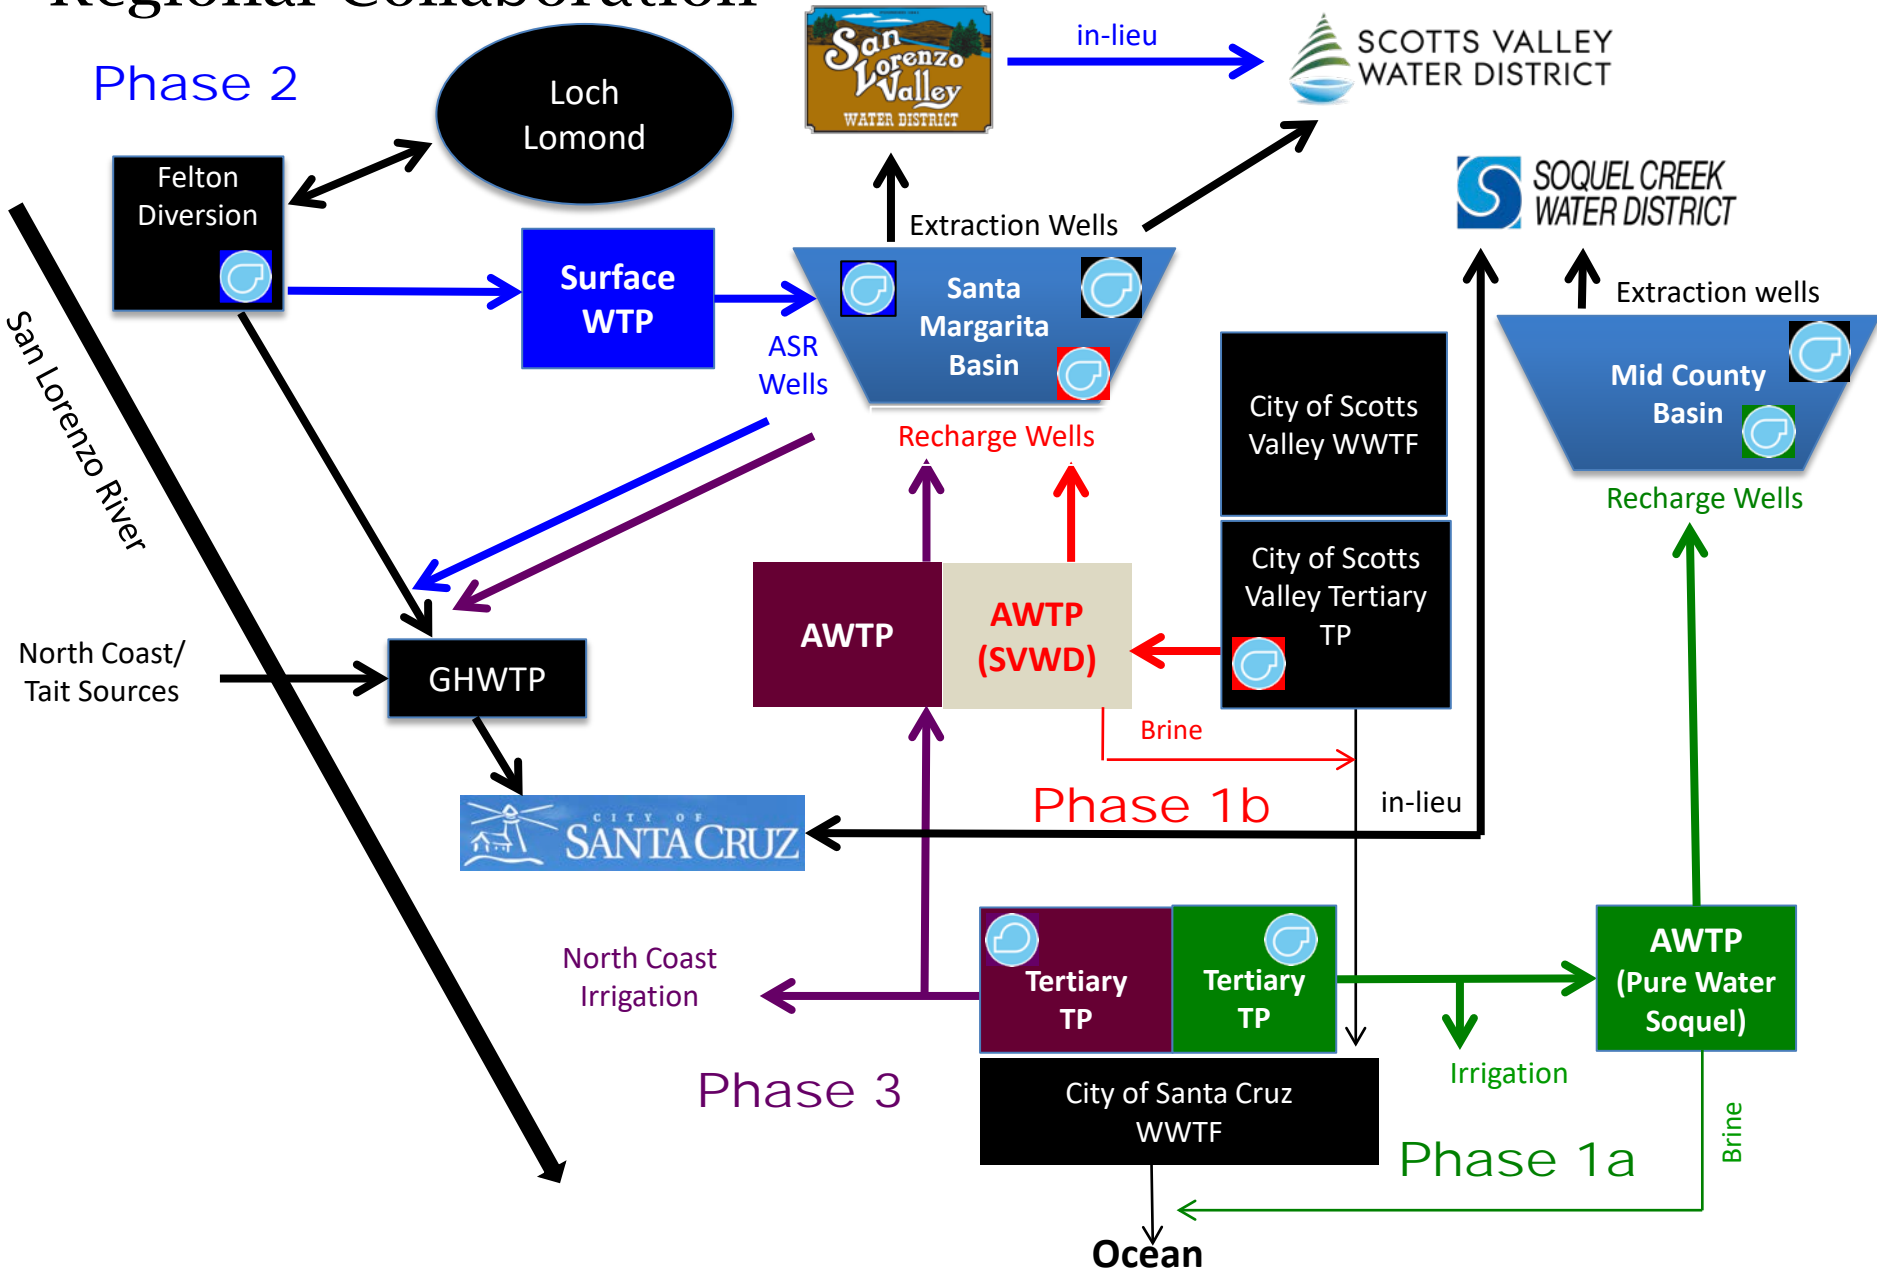 Regional Collaboration
Phase 2
Loch
Lomond
San
Lorenzo
Valley
WATER DISTRICT
in-lieu
SCOTTS VALLEY
WATER DISTRICT
Felton
Diversion
SOQUEL CREEK
WATER DISTRICT
Extraction Wells
Surface
WTP
Santa
Margarita
Basin
Extraction wells
ASR
Wells
San Lorenzo River
Mid County
Basin
City of Scotts
Valley WWTF
Recharge Wells
Recharge Wells
City of Scotts
Valley Tertiary
TP
AWTP
AWTP
(SVWD)
North Coast/
Tait Sources
GHWTP
Brine
Phase 1b
in-lieu
CITY OF
SANTA CRUZ
North Coast
Irrigation
Tertiary
TP
Tertiary
TP
AWTP
(Pure Water
Soquel)
Phase 3
Irrigation
City of Santa Cruz
WWTF
Phase 1a
Brine
Ocean